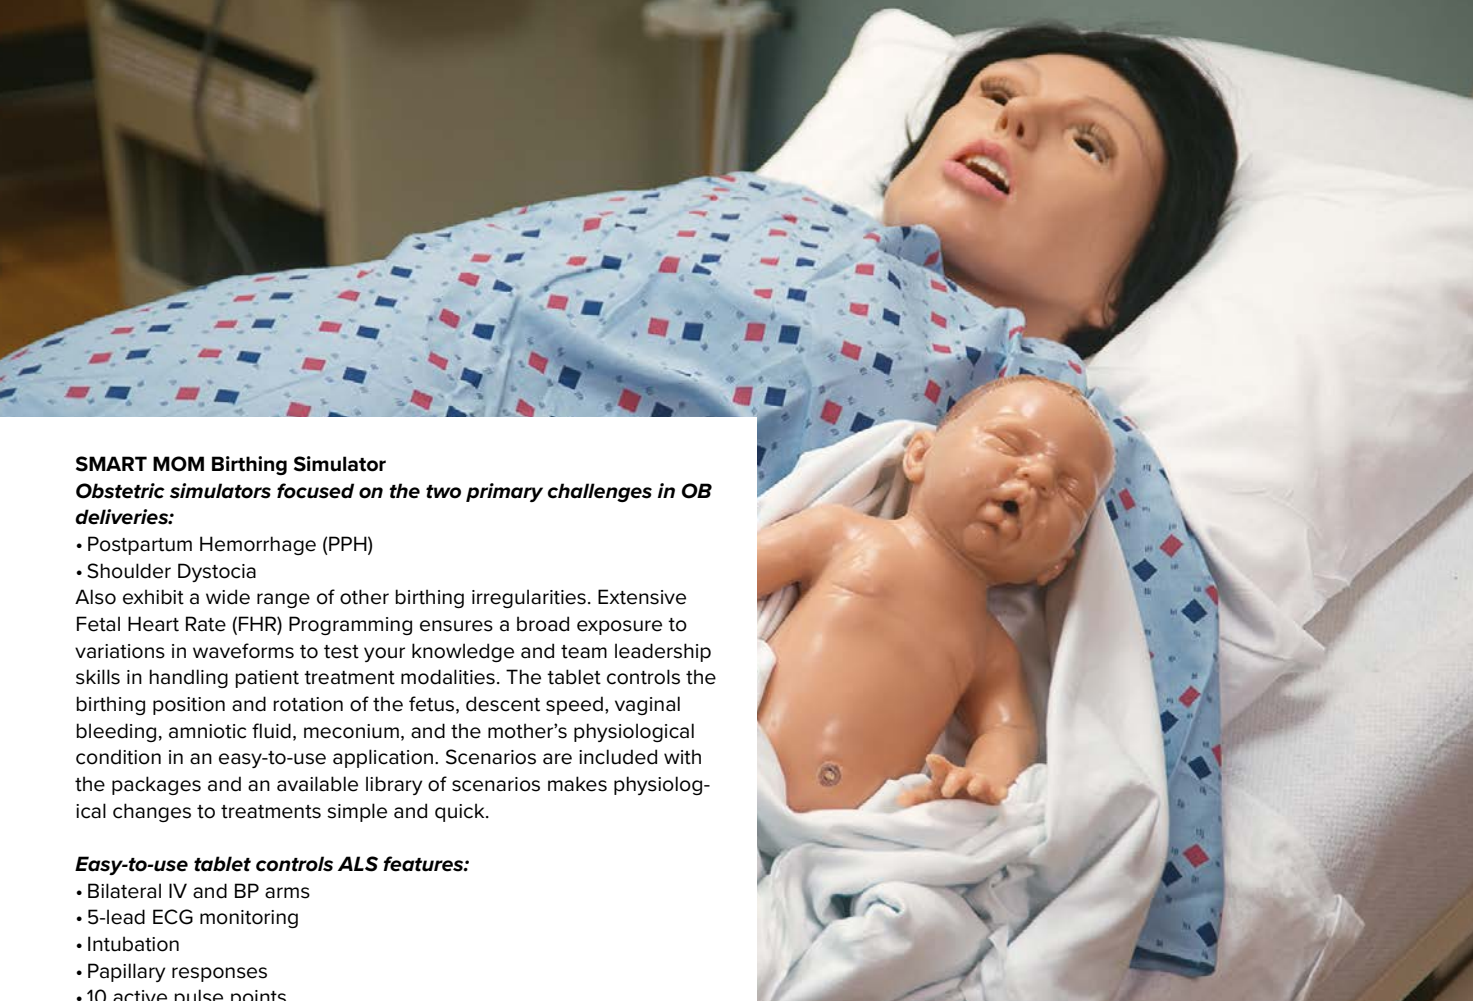 SMART MOM Birthing Simulator
Obstetric simulators focused on the two primary challenges in OB
deliveries:
• Postpartum Hemorrhage (PPH)
• Shoulder Dystocia
Also exhibit a wide range of other birthing irregularities. Extensive
Fetal Heart Rate (FHR) Programming ensures a broad exposure to
variations in waveforms to test your knowledge and team leadership
skills in handling patient treatment modalities. The tablet controls the
birthing position and rotation of the fetus, descent speed, vaginal
bleeding, amniotic fluid, meconium, and the mother’s physiological
condition in an easy-to-use application. Scenarios are included with
the packages and an available library of scenarios makes physiolog-
ical changes to treatments simple and quick.
Easy-to-use tablet controls ALS features:
• Bilateral IV and BP arms
• 5-lead ECG monitoring
• Intubation
• Papillary responses
• 10 active pulse points